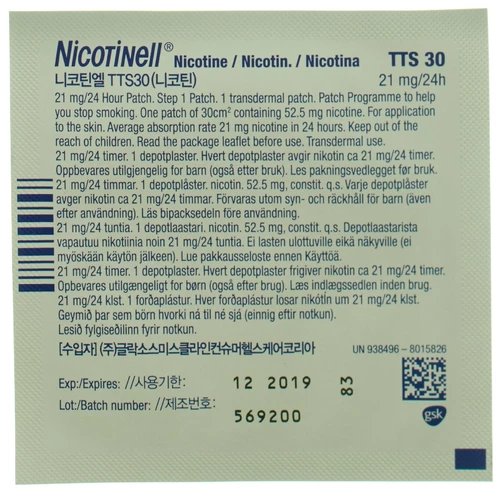 Nicotinell® Nicotine / Nicotin. / Nicotina TTS 30
니코틴엘 TTS30 (니코틴) 21 mg/24h
21 mg/24 Hour Patch. Step 1 Patch. 1 transdermal patch. Patch Programme to help
you stop smoking. One patch of 30cm² containing 52.5 mg nicotine. For application
to the skin. Average absorption rate 21 mg nicotine in 24 hours. Keep out of the
reach of children. Read the package leaflet before use. Transdermal use.
21 mg/24 timer. 1 depotplaster. Hvert depotplaster avgir nikotin ca 21 mg/24 timer.
Oppbevares utilgjengelig for barn (også etter bruk). Les pakningsvedlegget før bruk.
21 mg/24 timmar. 1 depotplåster. nicotin. 52.5 mg, constit. q.s. Varje depotplåster
avger nikotin ca 21 mg/24 timmar. Förvaras utom syn- och räckhåll för barn (även
efter användning). Läs bipacksedeln före användning.
21 mg/24 tuntia. 1 depotlaastari. nicotin. 52.5 mg, constit. q.s. Depotlaastarista
vapautuu nikotiinia noin 21 mg/24 tuntia. Ei lasten ulottuville eikä näkyville (ei
myöskään käytön jälkeen). Lue pakkausseloste ennen Käyttöä.
21 mg/24 timer. 1 depotplaster. Hvert depotplaster frigiver nikotin ca 21 mg/24 timer.
Opbevares utilgængeligt for børn (også efter brug). Læs indlægssedlen inden brug.
21 mg/24 klst. 1 forðaplástur. Hver forðaplástur losar nikótín um 21 mg/24 klst.
Geymið þar sem börn hvorki ná til né sjá (einnig eftir notkun).
Lesið fylgiseðilinn fyrir notkun.
[수입자] (주)글락소스미스클라인컨슈머헬스케어코리아 UN 938496 – 8015826
Exp/Expires: //사용기한: 12 2019 83
Lot/Batch number: //제조번호: 569200
gsk